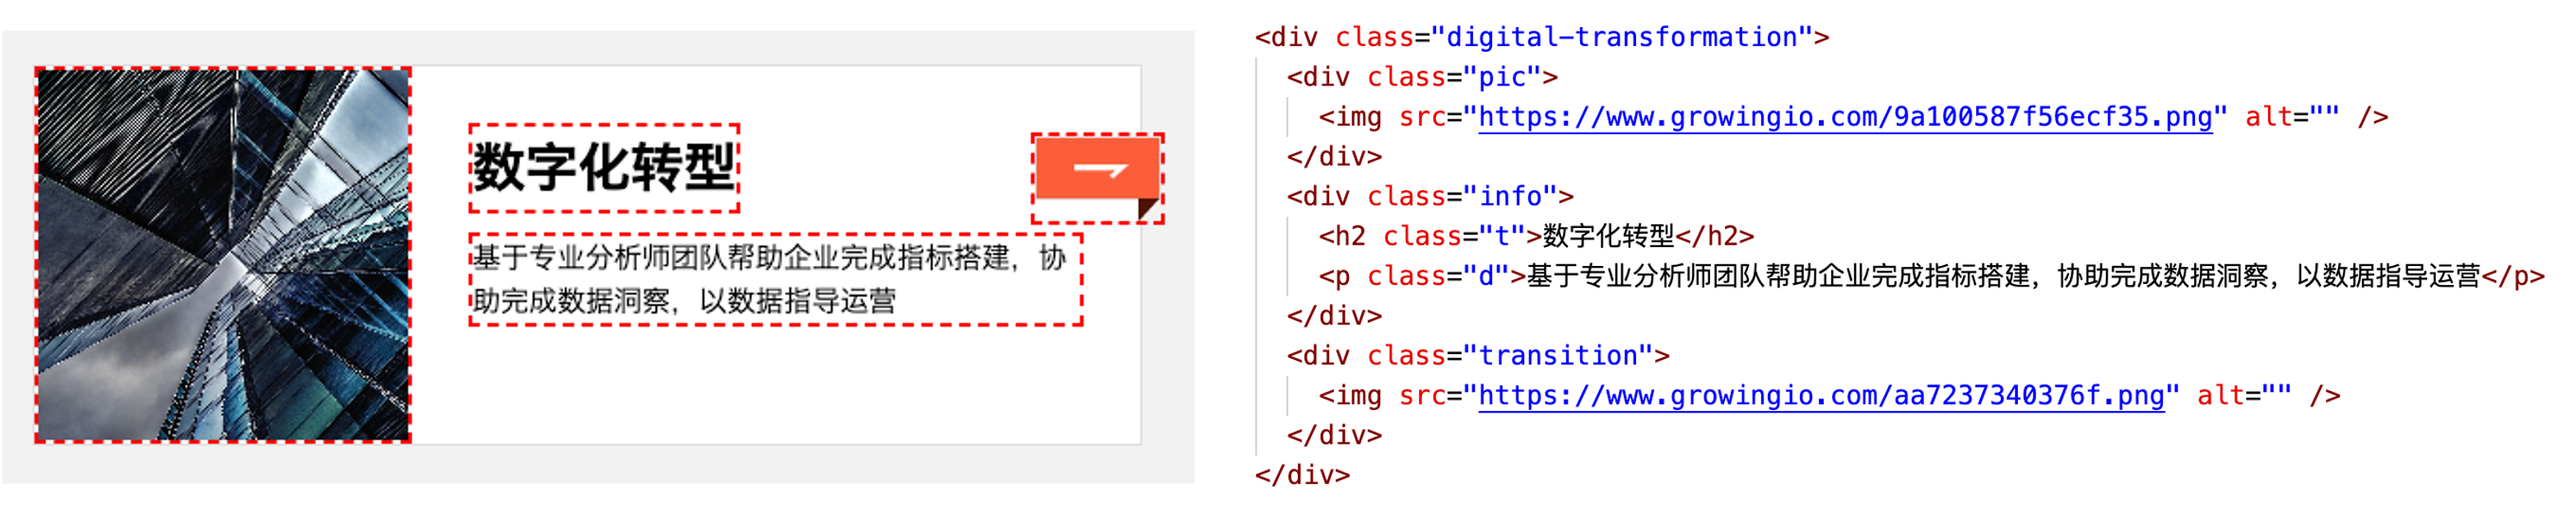 数字化转型
基于专业分析师团队帮助企业完成指标搭建，协
助完成数据洞察，以数据指导运营
<div class="digital-transformation">
<div class="pic">
<img src="https://www.growingio.com/9a100587f56ecf35.png" alt="" />
</div>
<div class="info">
<h2 class="t">数字化转型</h2>
<p class="d">基于专业分析师团队帮助企业完成指标搭建，协助完成数据洞察，以数据指导运营</p>
</div>
<div class="transition">
<img src="https://www.growingio.com/aa7237340376f.png" alt="" />
</div>
</div>